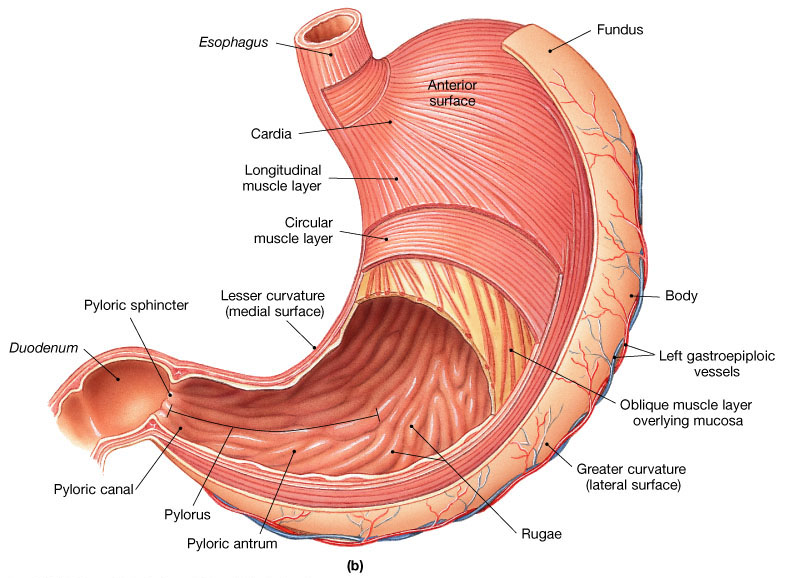 Esophagus
Fundus
Anterior
surface
Cardia
Longitudinal
muscle layer
Circular
muscle layer
Lesser curvature
(medial surface)
Body
Pyloric sphincter
Duodenum
Left gastroepiploic
vessels
Oblique muscle layer
overlying mucosa
Greater curvature
(lateral surface)
Pyloric canal
Pylorus
Rugae
Pyloric antrum
(b)